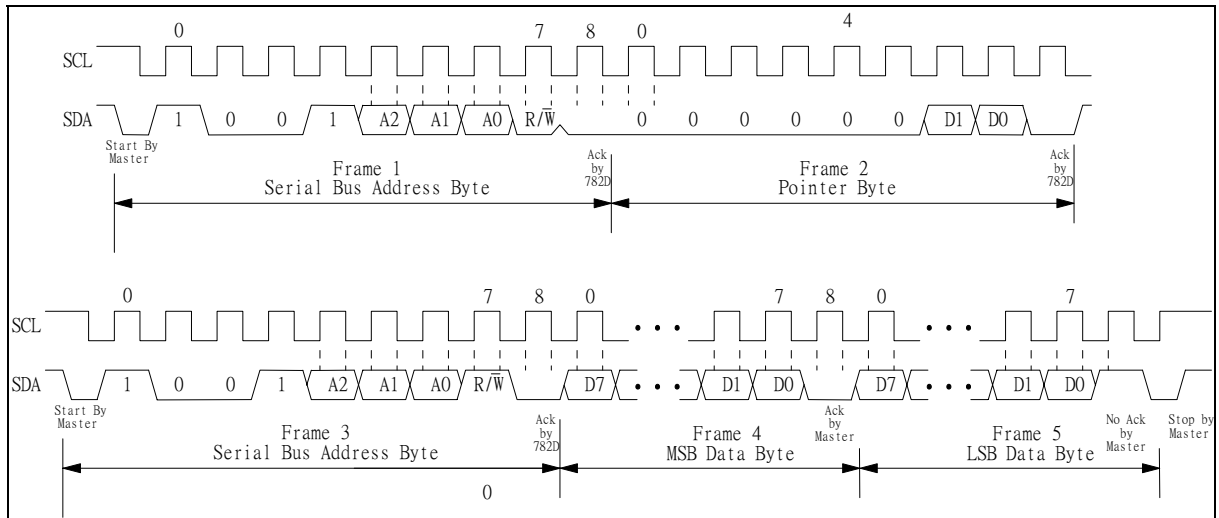 0 7 8 0 4
SCL
SDA 1 0 0 1 A2 A1 A0 R/W̅ 0 0 0 0 0 0 D1 D0
Start By
Master
Ack
by
782D
Ack
by
782D
Frame 1
Serial Bus Address Byte
Frame 2
Pointer Byte
0 7 8 0 7 8 0 7
SCL
SDA 1 0 0 1 A2 A1 A0 R/W̅ D7 D1 D0 D7 D1 D0
Start By
Master
Ack
by
782D
Ack
by
Master
No Ack
by
Master
Stop by
Master
Frame 3
Serial Bus Address Byte
Frame 4
MSB Data Byte
Frame 5
LSB Data Byte
0